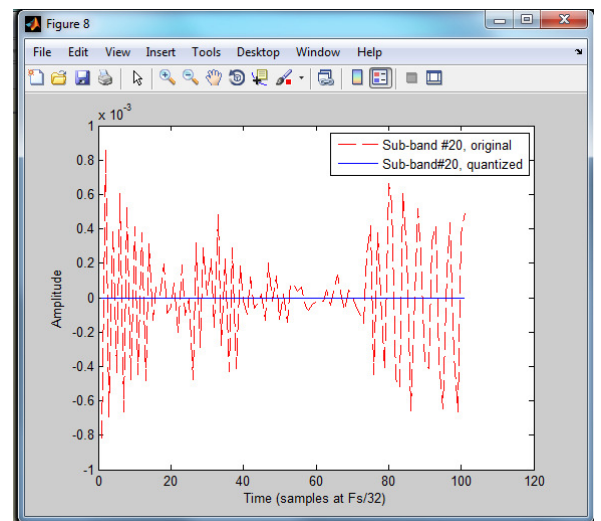 Figure 8
File Edit View Insert Tools Desktop Window Help
x 10^-3
1
0.8
0.6
0.4
0.2
0
-0.2
-0.4
-0.6
-0.8
-1
Amplitude
Sub-band #20, original
Sub-band#20, quantized
0 20 40 60 80 100 120
Time (samples at Fs/32)